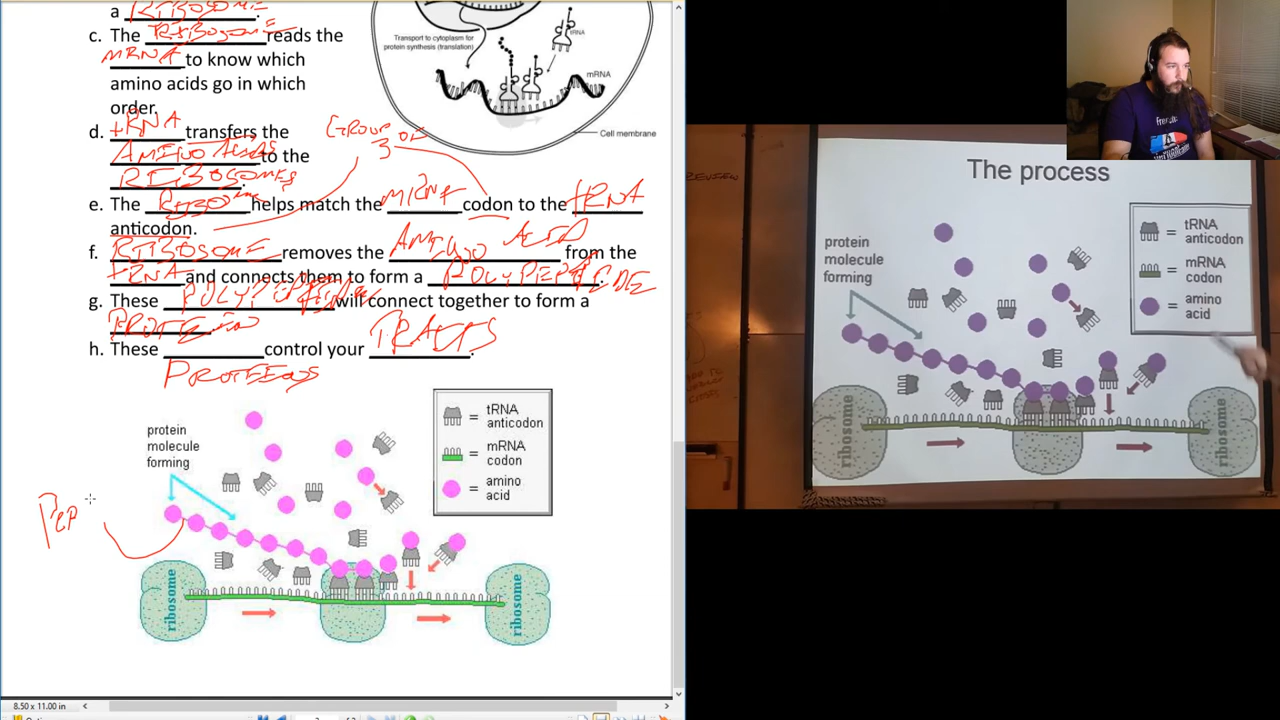 a RIBOSOME.
c. The RIBOSOME reads the
mRNA to know which
amino acids go in which
order.
d. tRNA transfers the
AMINO ACIDS to the
RIBOSOMES.
GROUP OF
3
e. The RIBOSOME helps match the mRNA codon to the tRNA
anticodon.
f. RIBOSOME removes the AMINO ACID from the
tRNA and connects them to form a POLYPEPTIDE.
g. These will connect together to form a
PROTEIN
h. These control your TRAITS.
PROTEINS
Transport to cytoplasm for
protein synthesis (translation)
tRNA
mRNA
Cell membrane
protein
molecule
forming
PEP
tRNA
anticodon
mRNA
codon
amino
acid
ribosome
ribosome
8.50 x 11.00 in
The process
protein
molecule
forming
= tRNA
anticodon
= mRNA
codon
= amino
acid
ribosome
ribosome
REVIEW